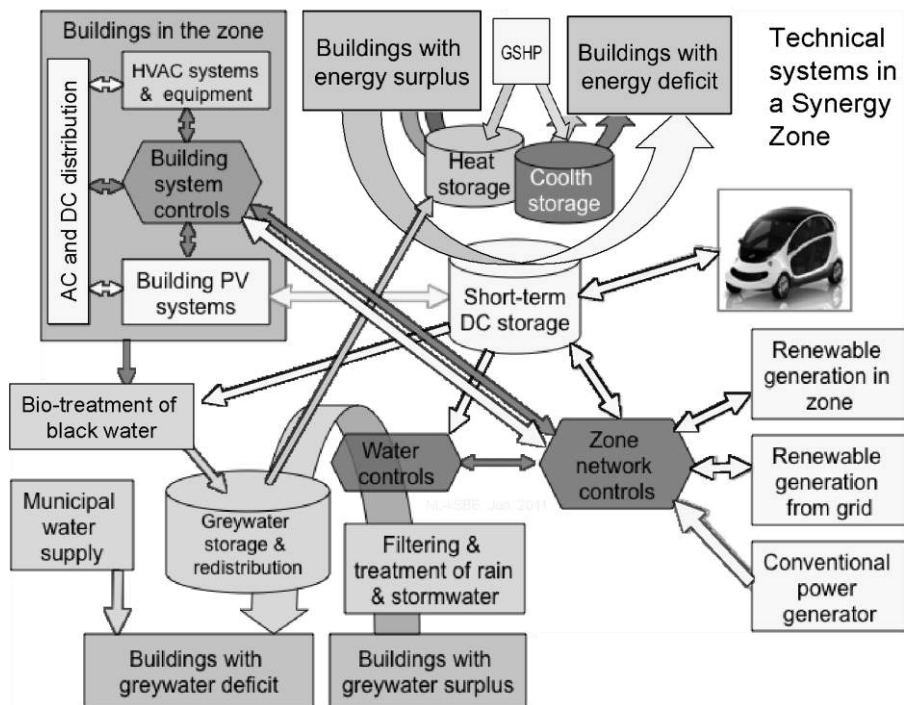 Buildings in the zone
HVAC systems
& equipment
AC and DC distribution
Building
system
controls
Building PV
systems
Buildings with
energy surplus
GSHP
Buildings with
energy deficit
Technical
systems in
a Synergy
Zone
Heat
storage
Coolth
storage
Short-term
DC storage
Bio-treatment of
black water
Municipal
water
supply
Greywater
storage &
redistribution
Water
controls
Filtering &
treatment of rain
& stormwater
Zone
network
controls
Renewable
generation in
zone
Renewable
generation
from grid
Conventional
power
generator
Buildings with
greywater deficit
Buildings with
greywater surplus